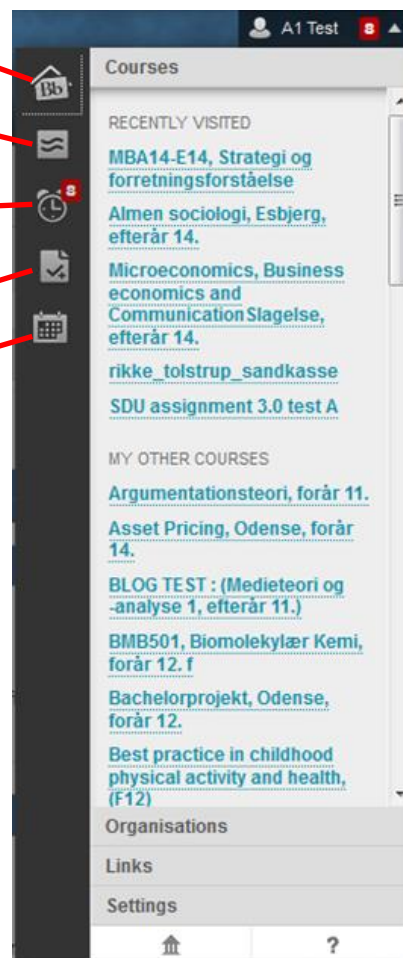 A1 Test 8
Courses
Bb
RECENTLY VISITED
MBA14-E14, Strategi og
forretningsforståelse
8
Almen sociologi, Esbjerg,
efterår 14.
Microeconomics, Business
economics and
Communication Slagelse,
efterår 14.
rikke_tolstrup_sandkasse
SDU assignment 3.0 test A
MY OTHER COURSES
Argumentationsteori, forår 11.
Asset Pricing, Odense, forår
14.
BLOG TEST : (Medieteori og
-analyse 1, efterår 11.)
BMB501, Biomolekylær Kemi,
forår 12. f
Bachelorprojekt, Odense,
forår 12.
Best practice in childhood
physical activity and health,
(F12)
Organisations
Links
Settings
?